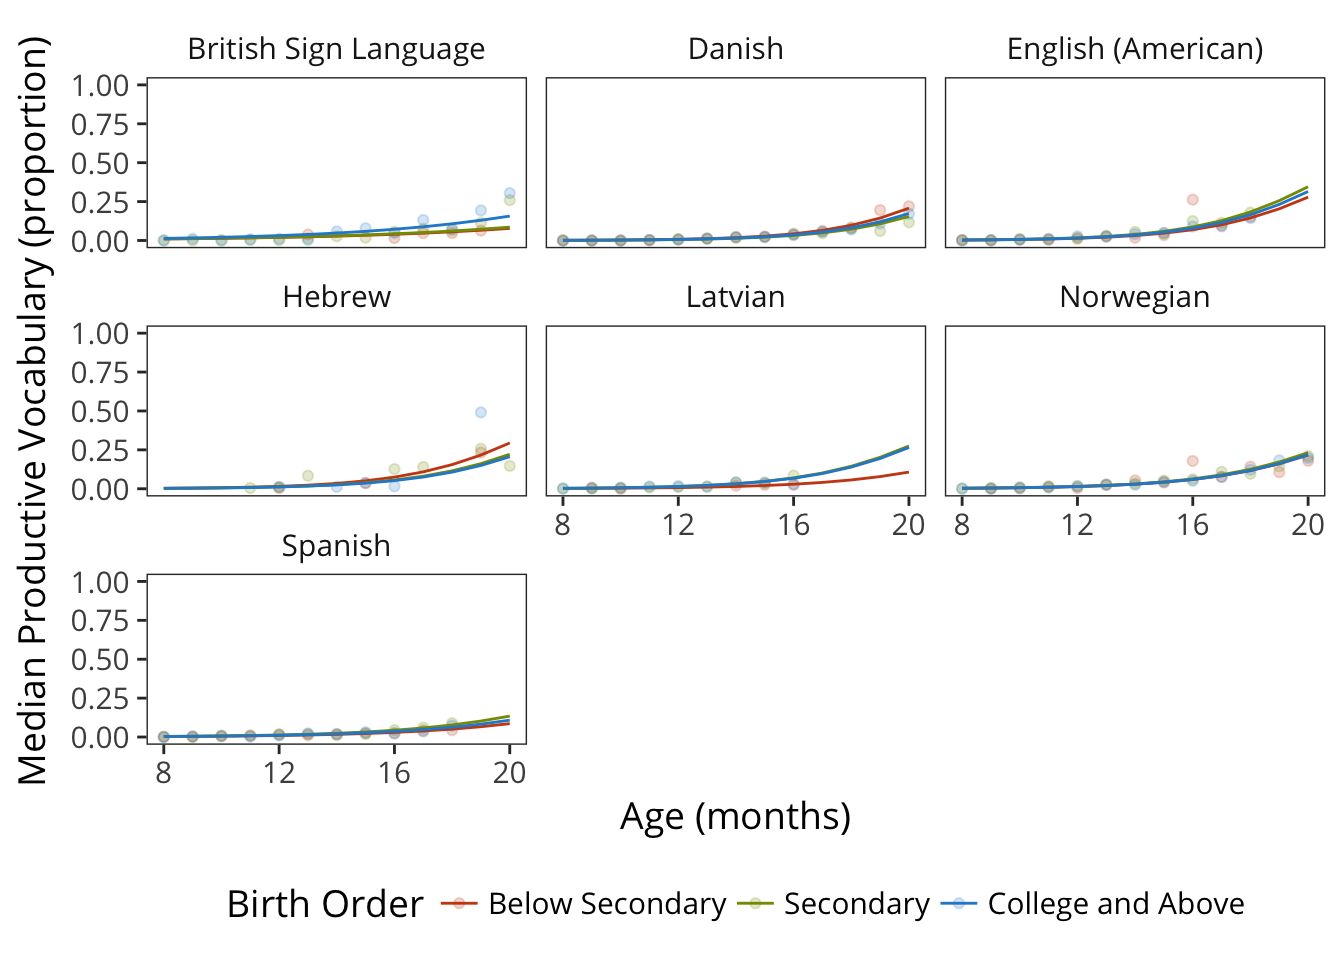 British Sign Language Danish English (American)
1.00
0.75
0.50
0.25
0.00
Hebrew Latvian Norwegian
1.00
0.75
0.50
0.25
0.00
8 12 16 20 8 12 16 20
Spanish
1.00
0.75
0.50
0.25
0.00
8 12 16 20
Median Productive Vocabulary (proportion)
Age (months)
Birth Order Below Secondary Secondary College and Above